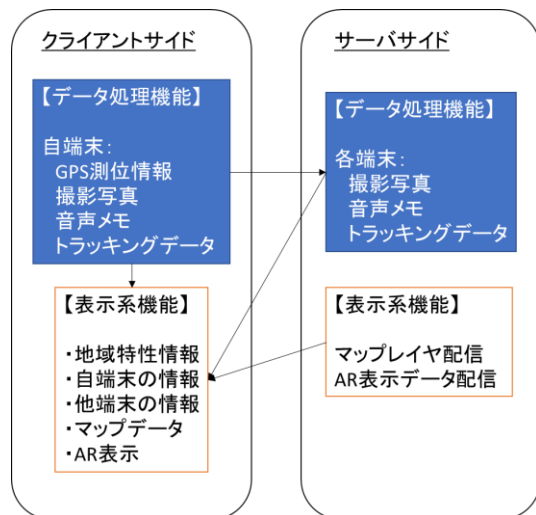 クライアントサイド
【データ処理機能】
自端末：
GPS測位情報
撮影写真
音声メモ
トラッキングデータ
【表示系機能】
・地域特性情報
・自端末の情報
・他端末の情報
・マップデータ
・AR表示
サーバサイド
【データ処理機能】
各端末：
撮影写真
音声メモ
トラッキングデータ
【表示系機能】
マップレイヤ配信
AR表示データ配信